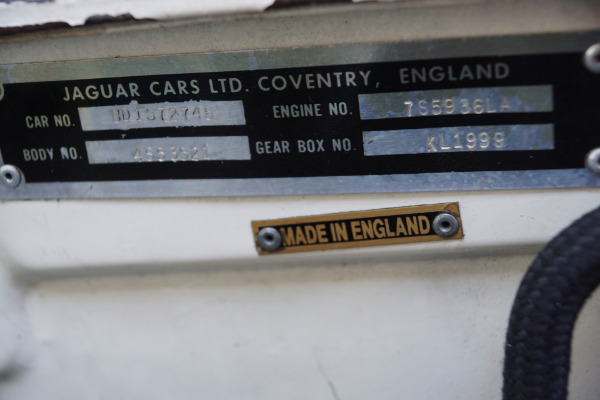 JAGUAR CARS LTD. COVENTRY, ENGLAND
CAR NO. ENGINE NO. 7S5936LA
BODY NO. GEAR BOX NO. KL1999
MADE IN ENGLAND